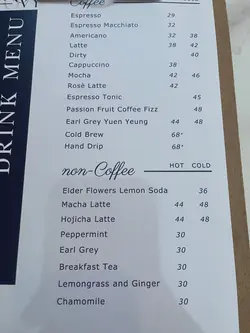 Coffee
COLD
Espresso 29
Espresso Macchiato 32
Americano 32 38
Latte 38 42
Dirty 40
Cappuccino 38
Mocha 42 46
Rosè Latte 42
Espresso Tonic 45
Passion Fruit Coffee Fizz 48
Earl Grey Yuen Yeung 44 48
Cold Brew 68+
Hand Drip 68+
DRINK MENU
non-Coffee HOT COLD
Elder Flowers Lemon Soda 36
Macha Latte 44 48
Hojicha Latte 44 48
Peppermint 30
Earl Grey 30
Breakfast Tea 30
Lemongrass and Ginger 30
Chamomile 30